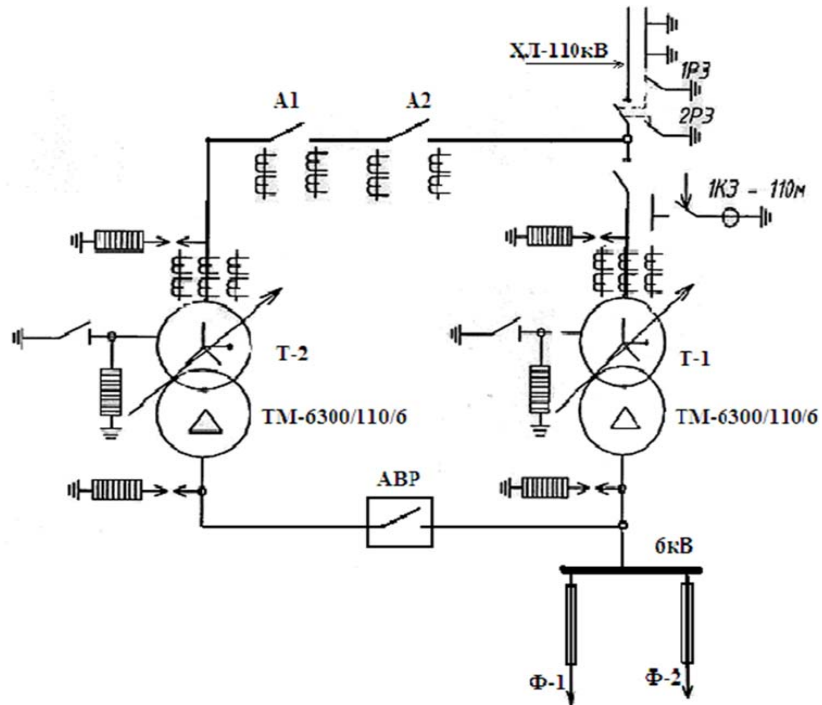 ҲЛ-110кВ
1РЗ
А1
А2
2РЗ
1КЗ - 110м
Т-2
Т-1
ТМ-6300/110/6
ТМ-6300/110/6
АВР
6кВ
Ф-1
Ф-2